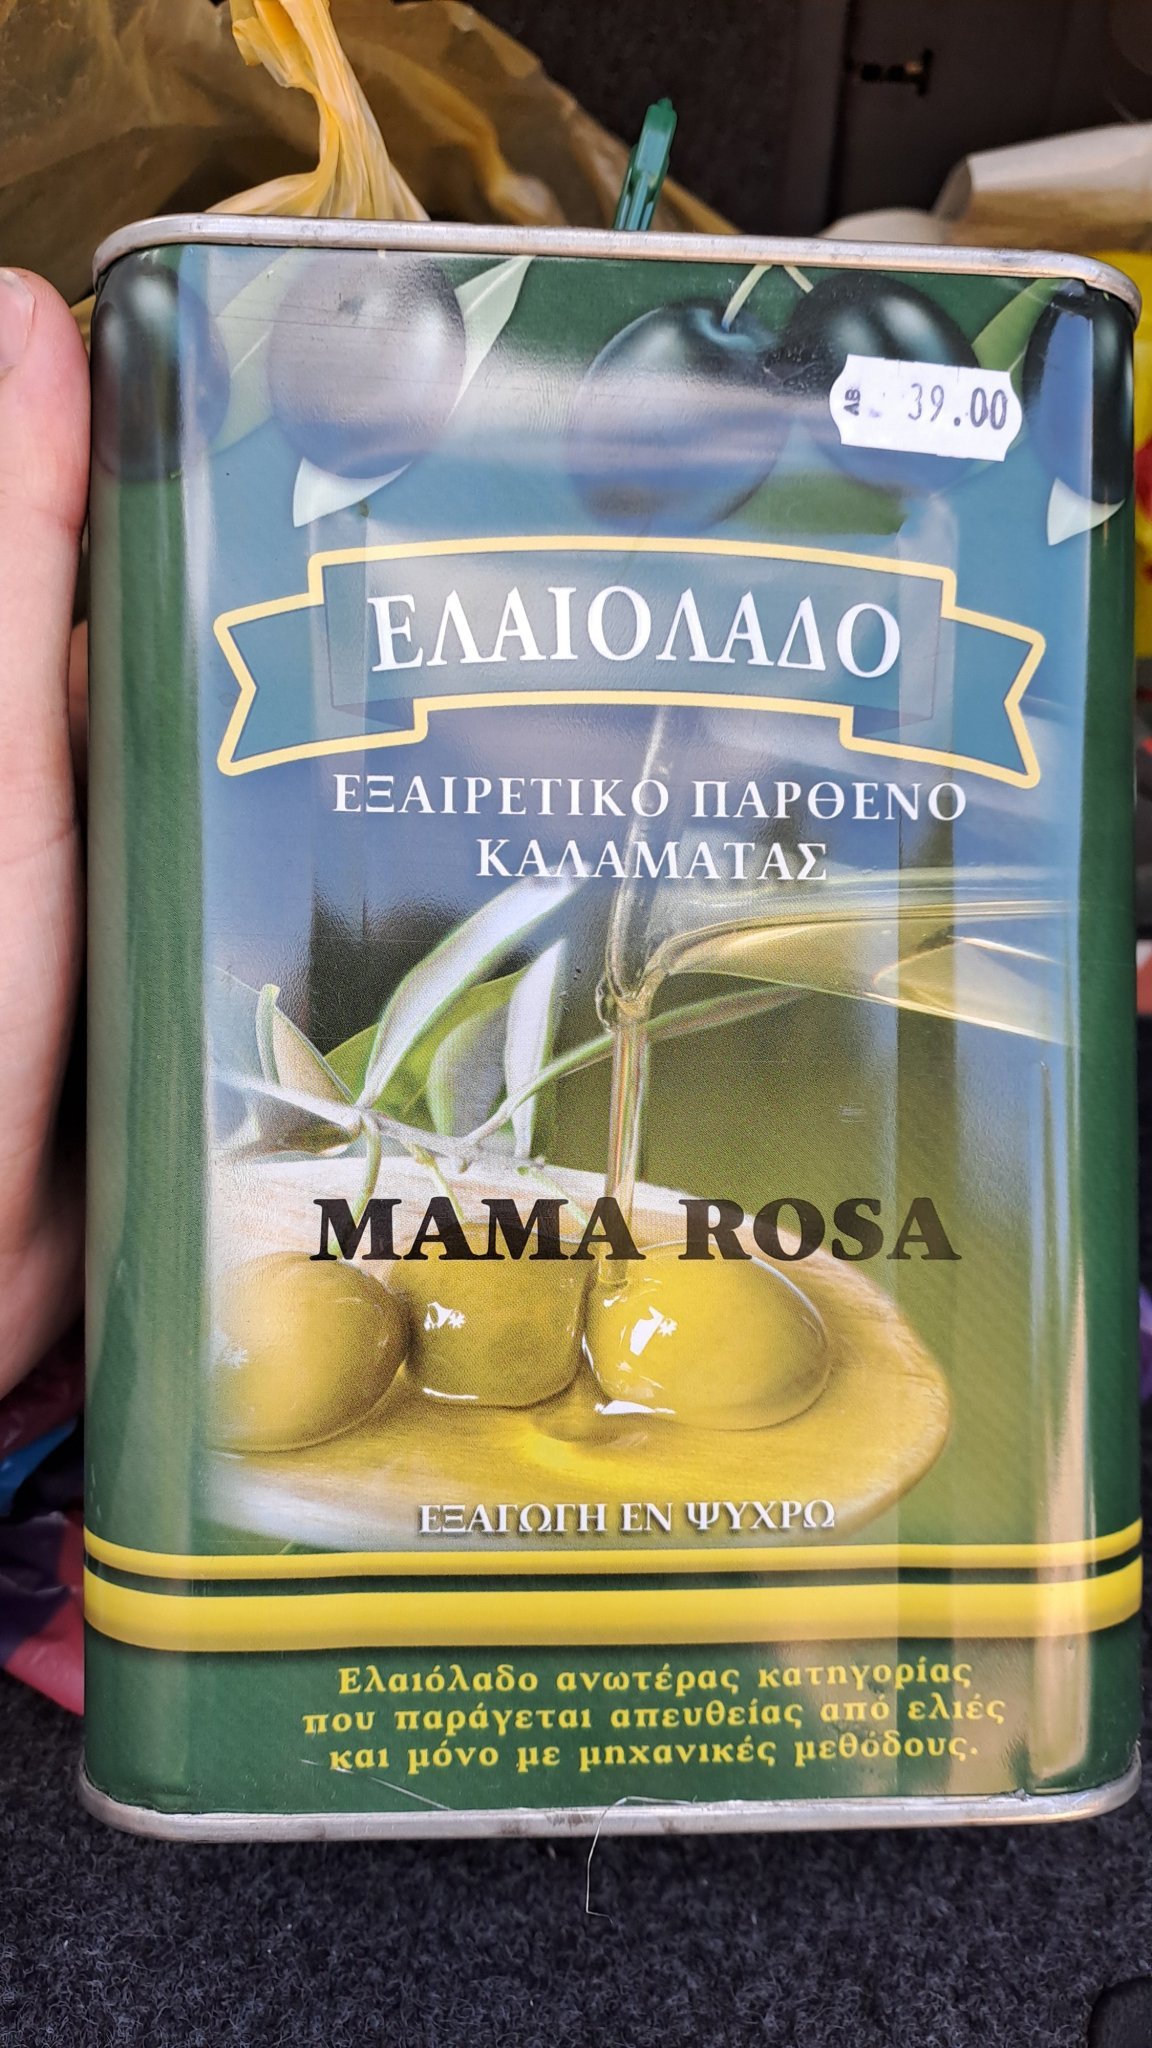 AB 39.00
ΕΛΑΙΟΛΑΔΟ
ΕΞΑΙΡΕΤΙΚΟ ΠΑΡΘΕΝΟ
ΚΑΛΑΜΑΤΑΣ
MAMA ROSA
ΕΞΑΓΩΓΗ ΕΝ ΨΥΧΡΩ
Ελαιόλαδο ανωτέρας κατηγορίας
που παράγεται απευθείας από ελιές
και μόνο με μηχανικές μεθόδους.